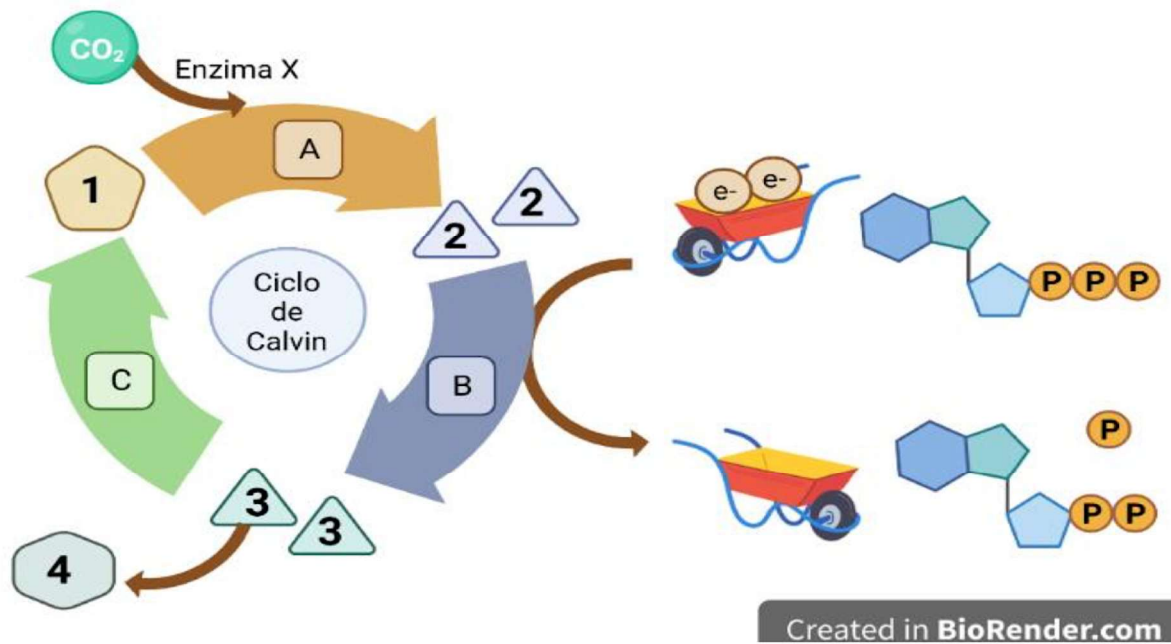 CO₂
Enzima X
A
1
2
2
e-
e-
P P P
Ciclo
de
Calvin
C
B
P
P P
3
3
4
Created in BioRender.com